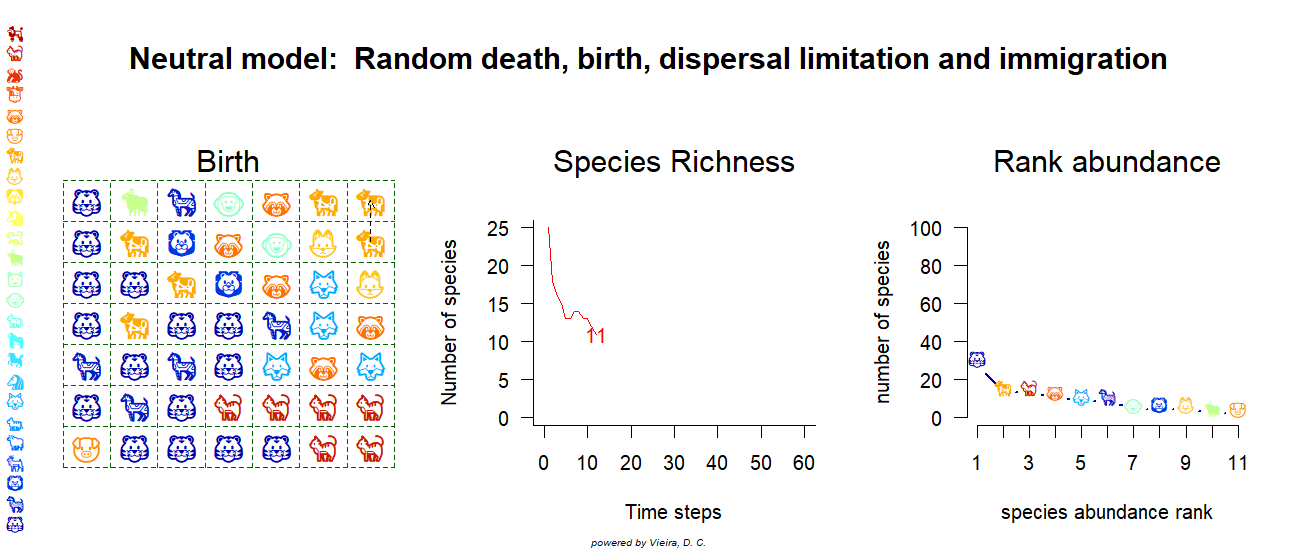 Neutral model:  Random death, birth, dispersal limitation and immigration
Birth
Species Richness
Rank abundance
Number of species
25
20
15
10
5
0
11
0 10 20 30 40 50 60
Time steps
number of species
100
80
60
40
20
0
1 3 5 7 9 11
species abundance rank
powered by Vieira, D. C.